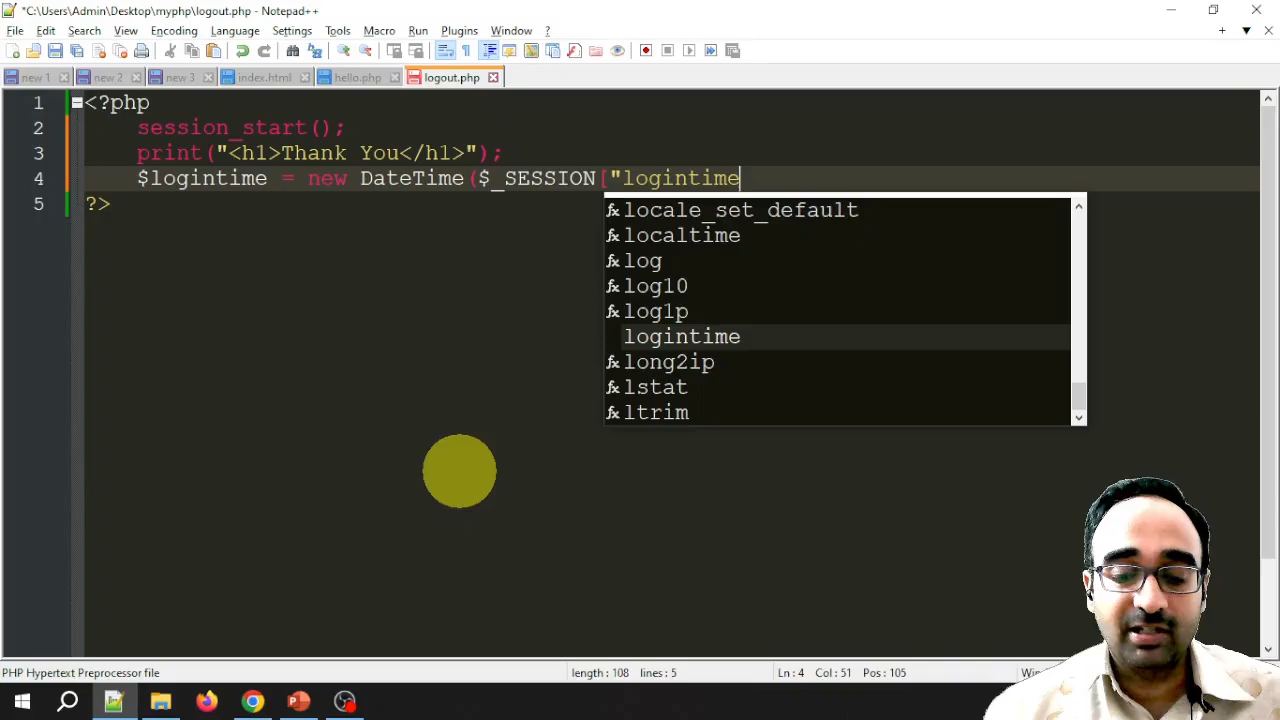 *C:\Users\Admin\Desktop\myphp\logout.php - Notepad++
File Edit Search View Encoding Language Settings Tools Macro Run Plugins Window ?
new 1 new 2 new 3 index.html hello.php logout.php
1 <?php
2 session_start();
3 print("<h1>Thank You</h1>");
4 $logintime = new DateTime($_SESSION["logintime
5 ?>
locale_set_default
localtime
log
log10
log1p
logintime
long2ip
lstat
ltrim
PHP Hypertext Preprocessor file length : 108 lines : 5 Ln : 4 Col : 51 Pos : 105